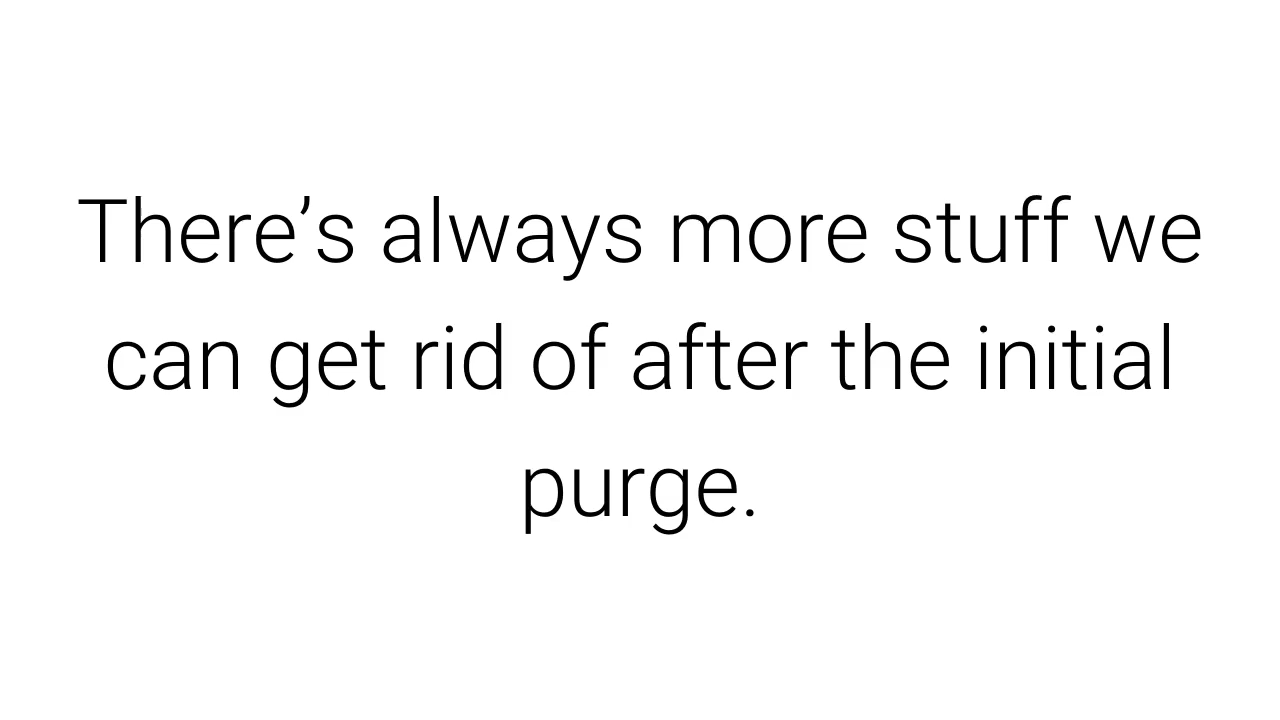 There’s always more stuff we
can get rid of after the initial
purge.